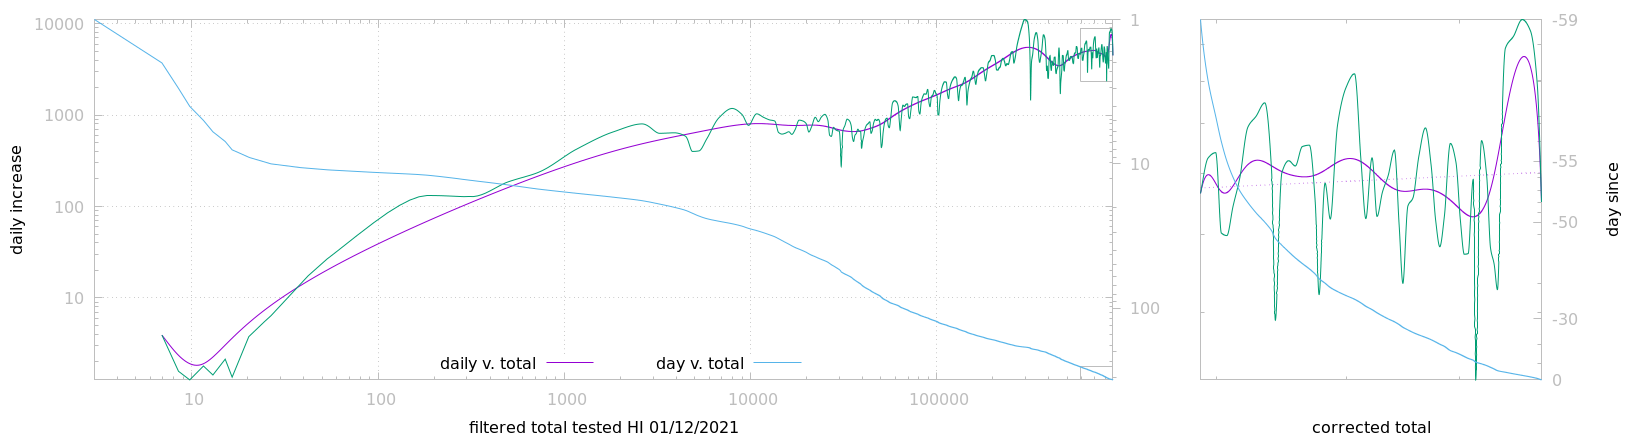 10000
1000
100
10
daily increase
10
100
1000
10000
100000
filtered total tested HI 01/12/2021
daily v. total
day v. total
1
10
100
-59
-55
-50
-30
0
day since
corrected total